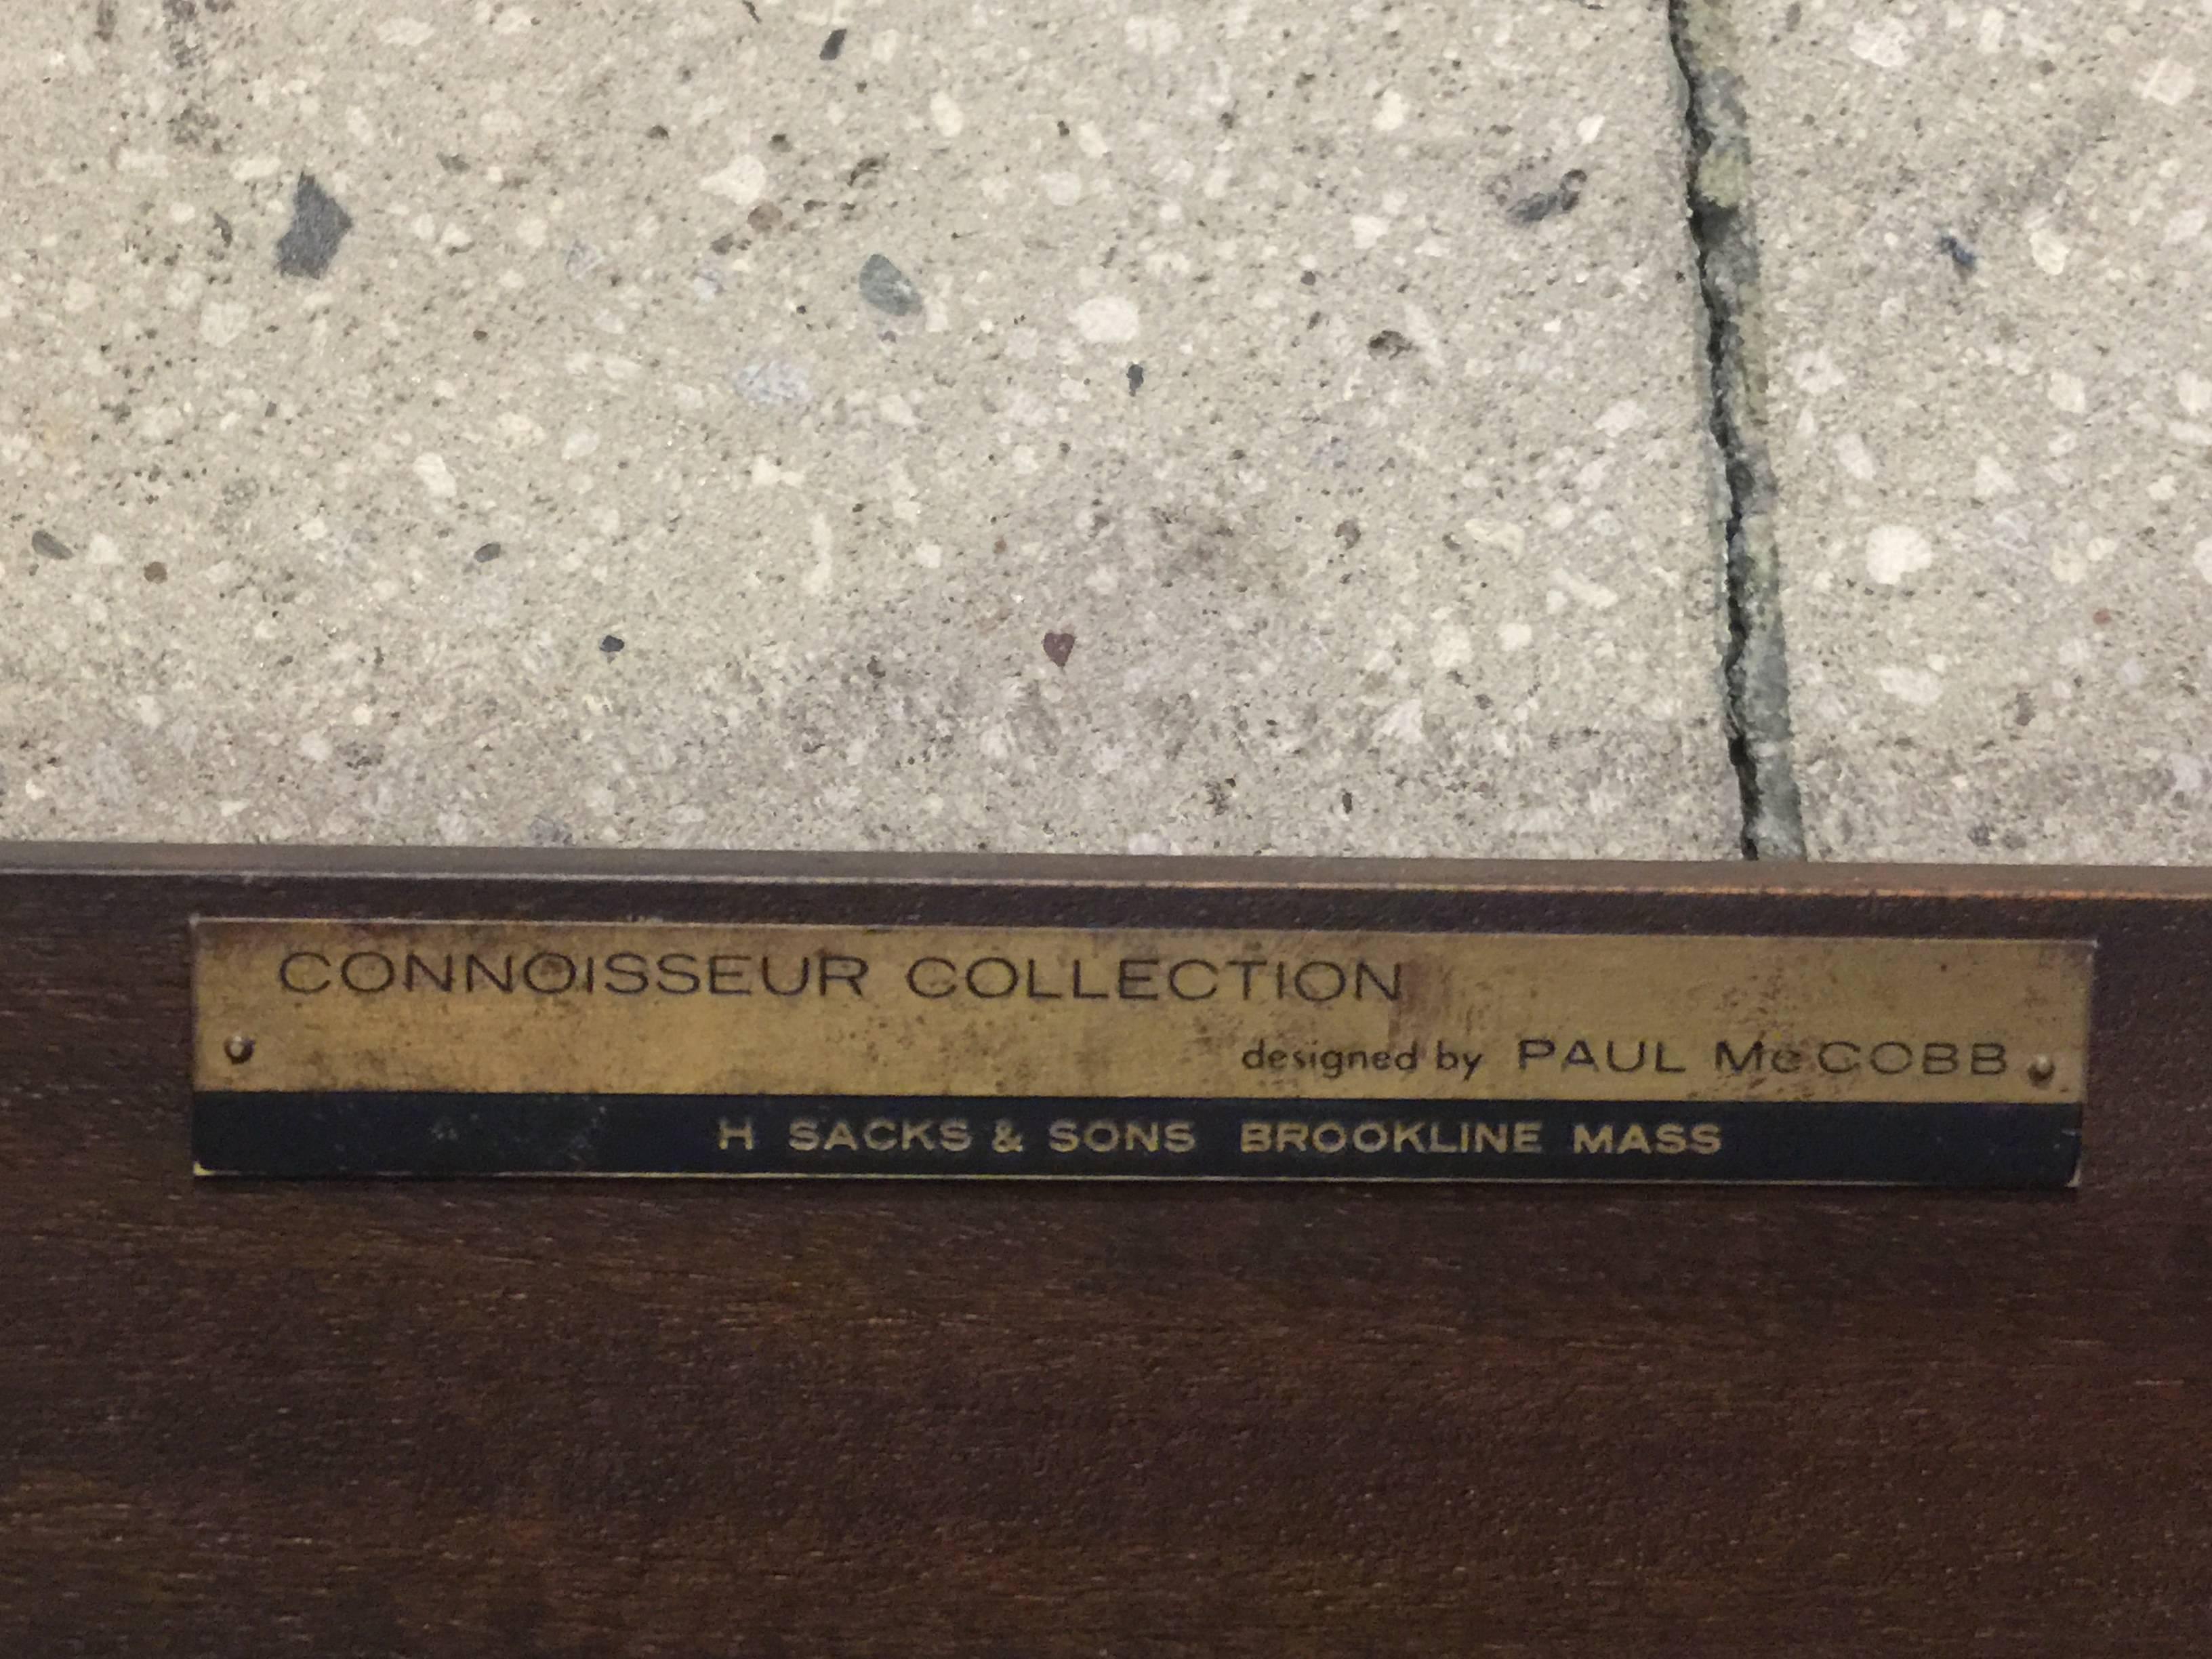 CONNOISSEUR COLLECTION
designed by PAUL McCOBB
H SACKS & SONS BROOKLINE MASS